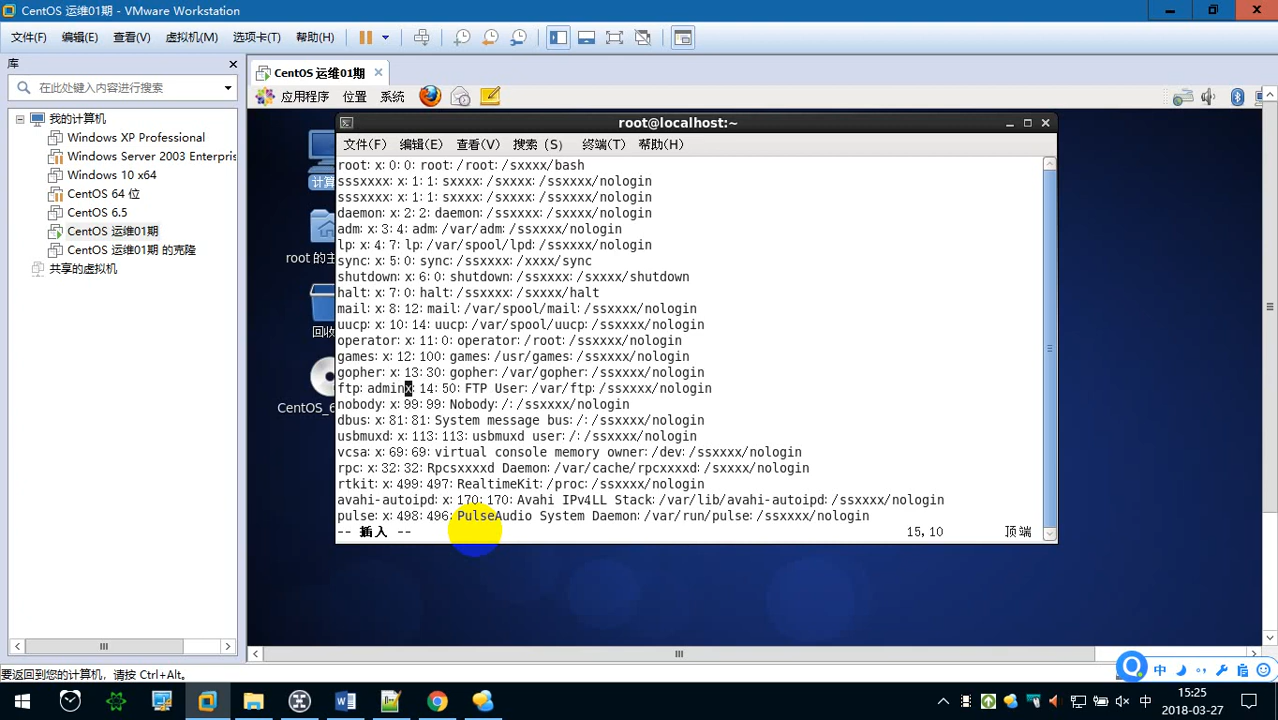 CentOS 运维01期 - VMware Workstation
文件(F) 编辑(E) 查看(V) 虚拟机(M) 选项卡(T) 帮助(H)
库
在此处键入内容进行搜索
我的计算机
Windows XP Professional
Windows Server 2003 Enterpris
Windows 10 x64
CentOS 64 位
CentOS 6.5
CentOS 运维01期
CentOS 运维01期 的克隆
共享的虚拟机
CentOS 运维01期
应用程序 位置 系统
计算
root 的主
回收
CentOS_6
root@localhost:~
文件(F) 编辑(E) 查看(V) 搜索 (S) 终端(T) 帮助(H)
root:x:0:0:root:/root:/sxxxx/bash
sssxxxx:x:1:1:sxxxx:/sxxxx:/ssxxxx/nologin
sssxxxx:x:1:1:sxxxx:/sxxxx:/ssxxxx/nologin
daemon:x:2:2:daemon:/ssxxxx:/ssxxxx/nologin
adm:x:3:4:adm:/var/adm:/ssxxxx/nologin
lp:x:4:7:lp:/var/spool/lpd:/ssxxxx/nologin
sync:x:5:0:sync:/ssxxxx:/xxxx/sync
shutdown:x:6:0:shutdown:/ssxxxx:/sxxxx/shutdown
halt:x:7:0:halt:/ssxxxx:/sxxxx/halt
mail:x:8:12:mail:/var/spool/mail:/ssxxxx/nologin
uucp:x:10:14:uucp:/var/spool/uucp:/ssxxxx/nologin
operator:x:11:0:operator:/root:/ssxxxx/nologin
games:x:12:100:games:/usr/games:/ssxxxx/nologin
gopher:x:13:30:gopher:/var/gopher:/ssxxxx/nologin
ftp:adminx:14:50:FTP User:/var/ftp:/ssxxxx/nologin
nobody:x:99:99:Nobody:/:/ssxxxx/nologin
dbus:x:81:81:System message bus:/:/ssxxxx/nologin
usbmuxd:x:113:113:usbmuxd user:/:/ssxxxx/nologin
vcsa:x:69:69:virtual console memory owner:/dev:/ssxxxx/nologin
rpc:x:32:32:Rpcsxxxxd Daemon:/var/cache/rpcxxxxd:/sxxxx/nologin
rtkit:x:499:497:RealtimeKit:/proc:/ssxxxx/nologin
avahi-autoipd:x:170:170:Avahi IPv4LL Stack:/var/lib/avahi-autoipd:/ssxxxx/nologin
pulse:x:498:496:PulseAudio System Daemon:/var/run/pulse:/ssxxxx/nologin
-- 插入 -- 15,10 顶端
要返回到您的计算机，请按 Ctrl+Alt。
中
中
15:25
2018-03-27